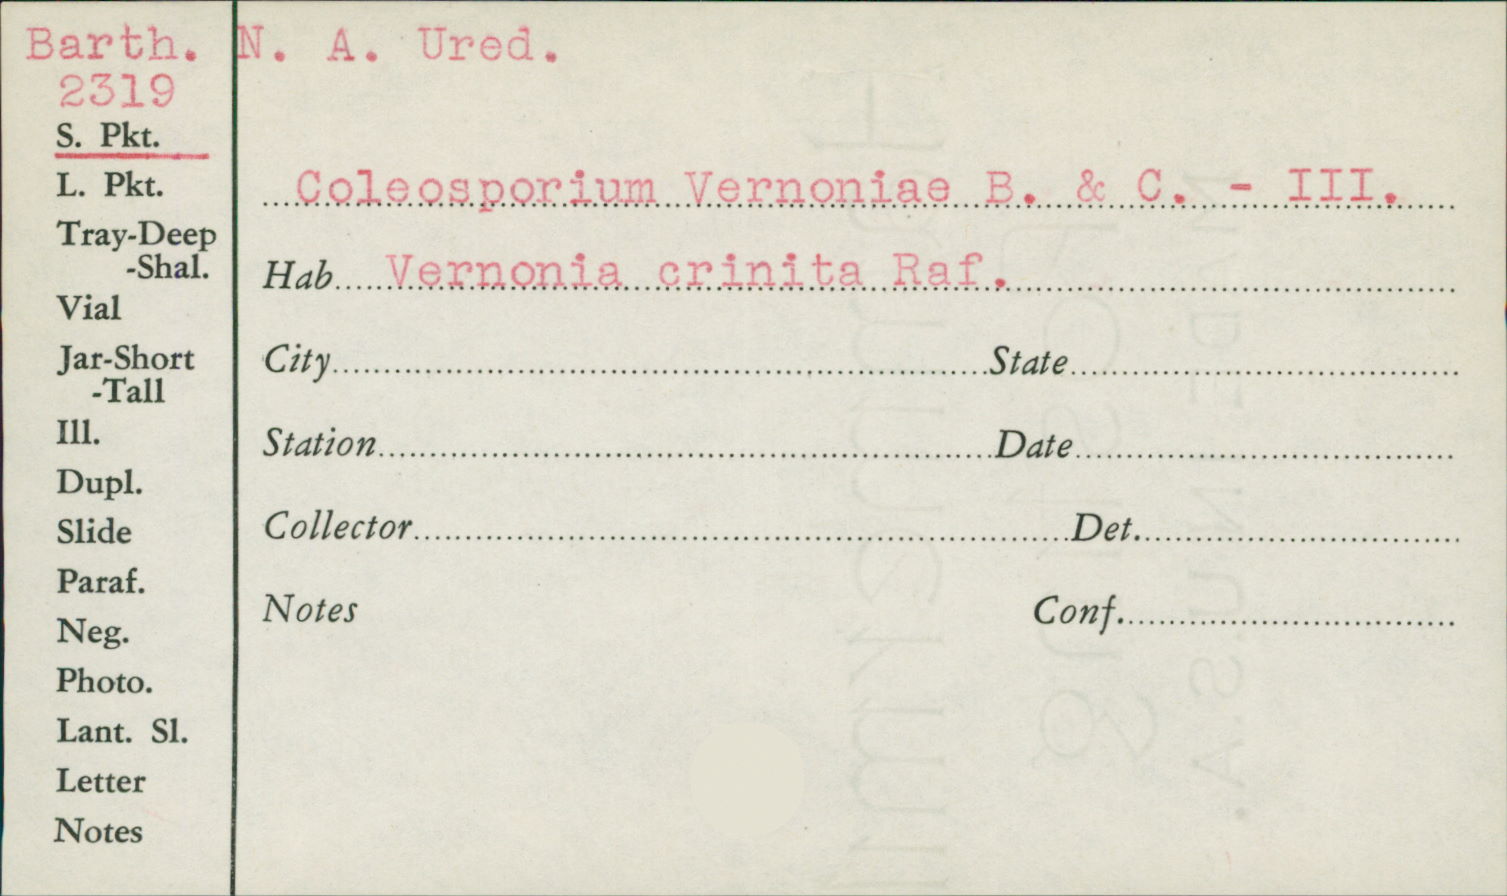 Barth. N. A. Ured.
2319
S. Pkt.
L. Pkt.
Tray-Deep
-Shal.
Vial
Jar-Short
-Tall
Ill.
Dupl.
Slide
Paraf.
Neg.
Photo.
Lant. Sl.
Letter
Notes
Coleosporium Vernoniae B. & C. - III.
Hab Vernonia crinita Raf.
City State
Station Date
Collector Det.
Notes Conf.